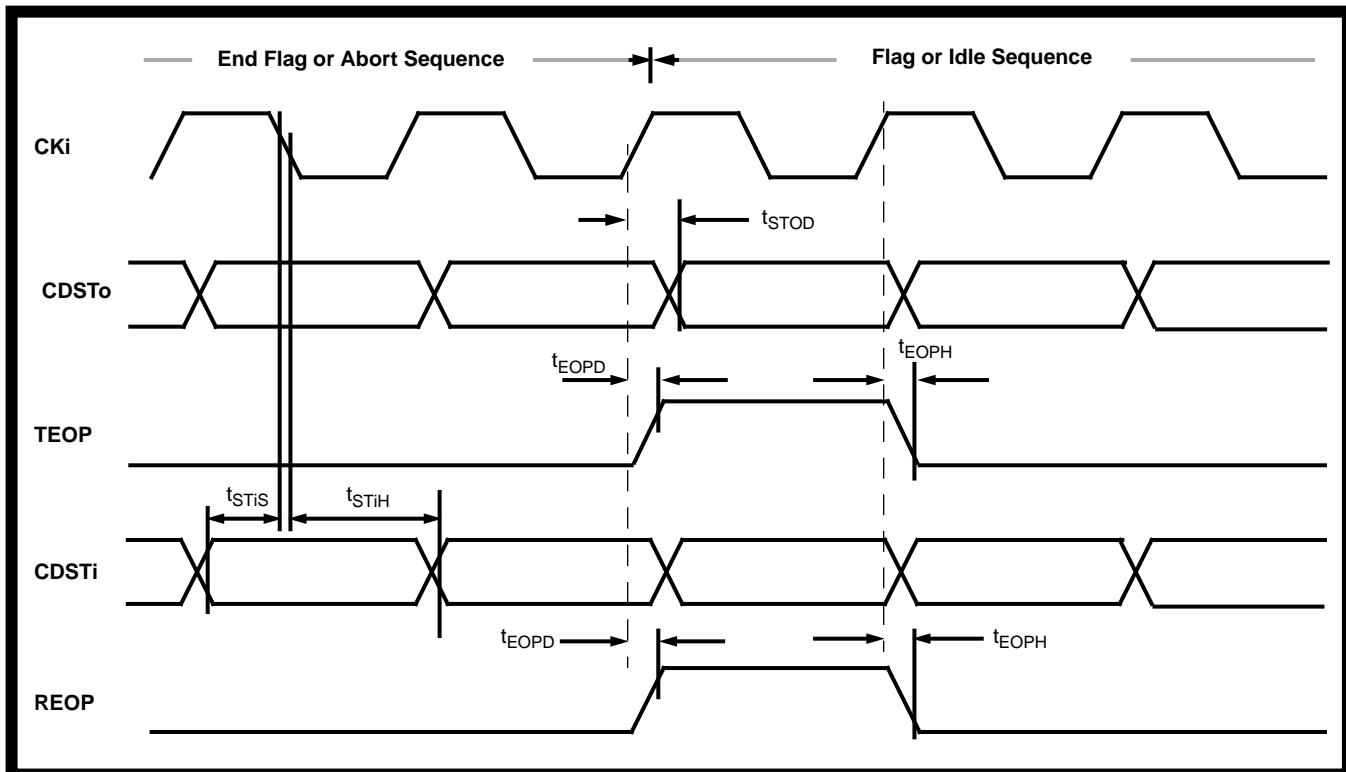 End Flag or Abort Sequence
Flag or Idle Sequence
CKi
tSTOD
CDSTo
tEOPD
tEOPH
TEOP
tSTiS
tSTiH
CDSTi
tEOPD
tEOPH
REOP